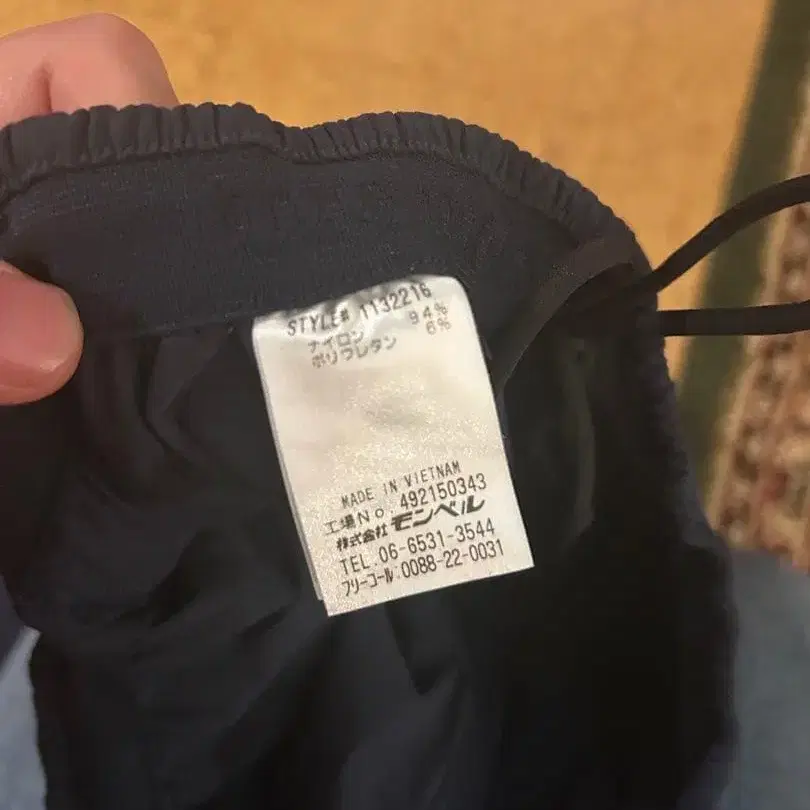 STYLE# 1132216
ナイロン 94%
ポリウレタン 6%
MADE IN VIETNAM
工場No. 492150343
株式会社モンベル
TEL.06-6531-3544
フリーコール.0088-22-0031